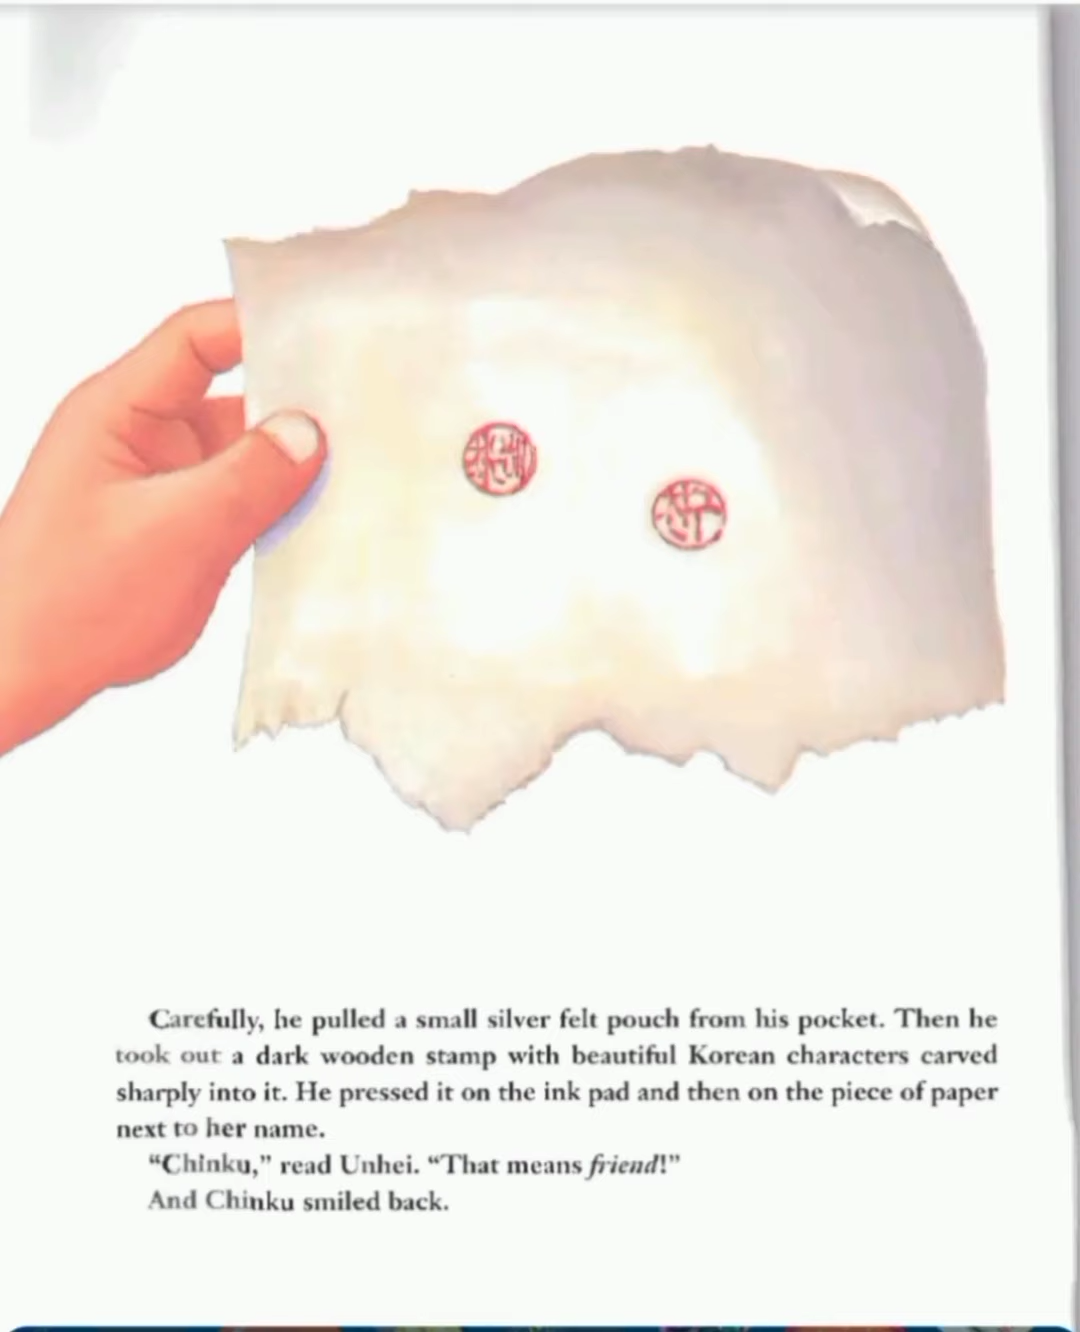 Carefully, he pulled a small silver felt pouch from his pocket. Then he
took out a dark wooden stamp with beautiful Korean characters carved
sharply into it. He pressed it on the ink pad and then on the piece of paper
next to her name.
“Chinku,” read Unhei. “That means friend!”
And Chinku smiled back.